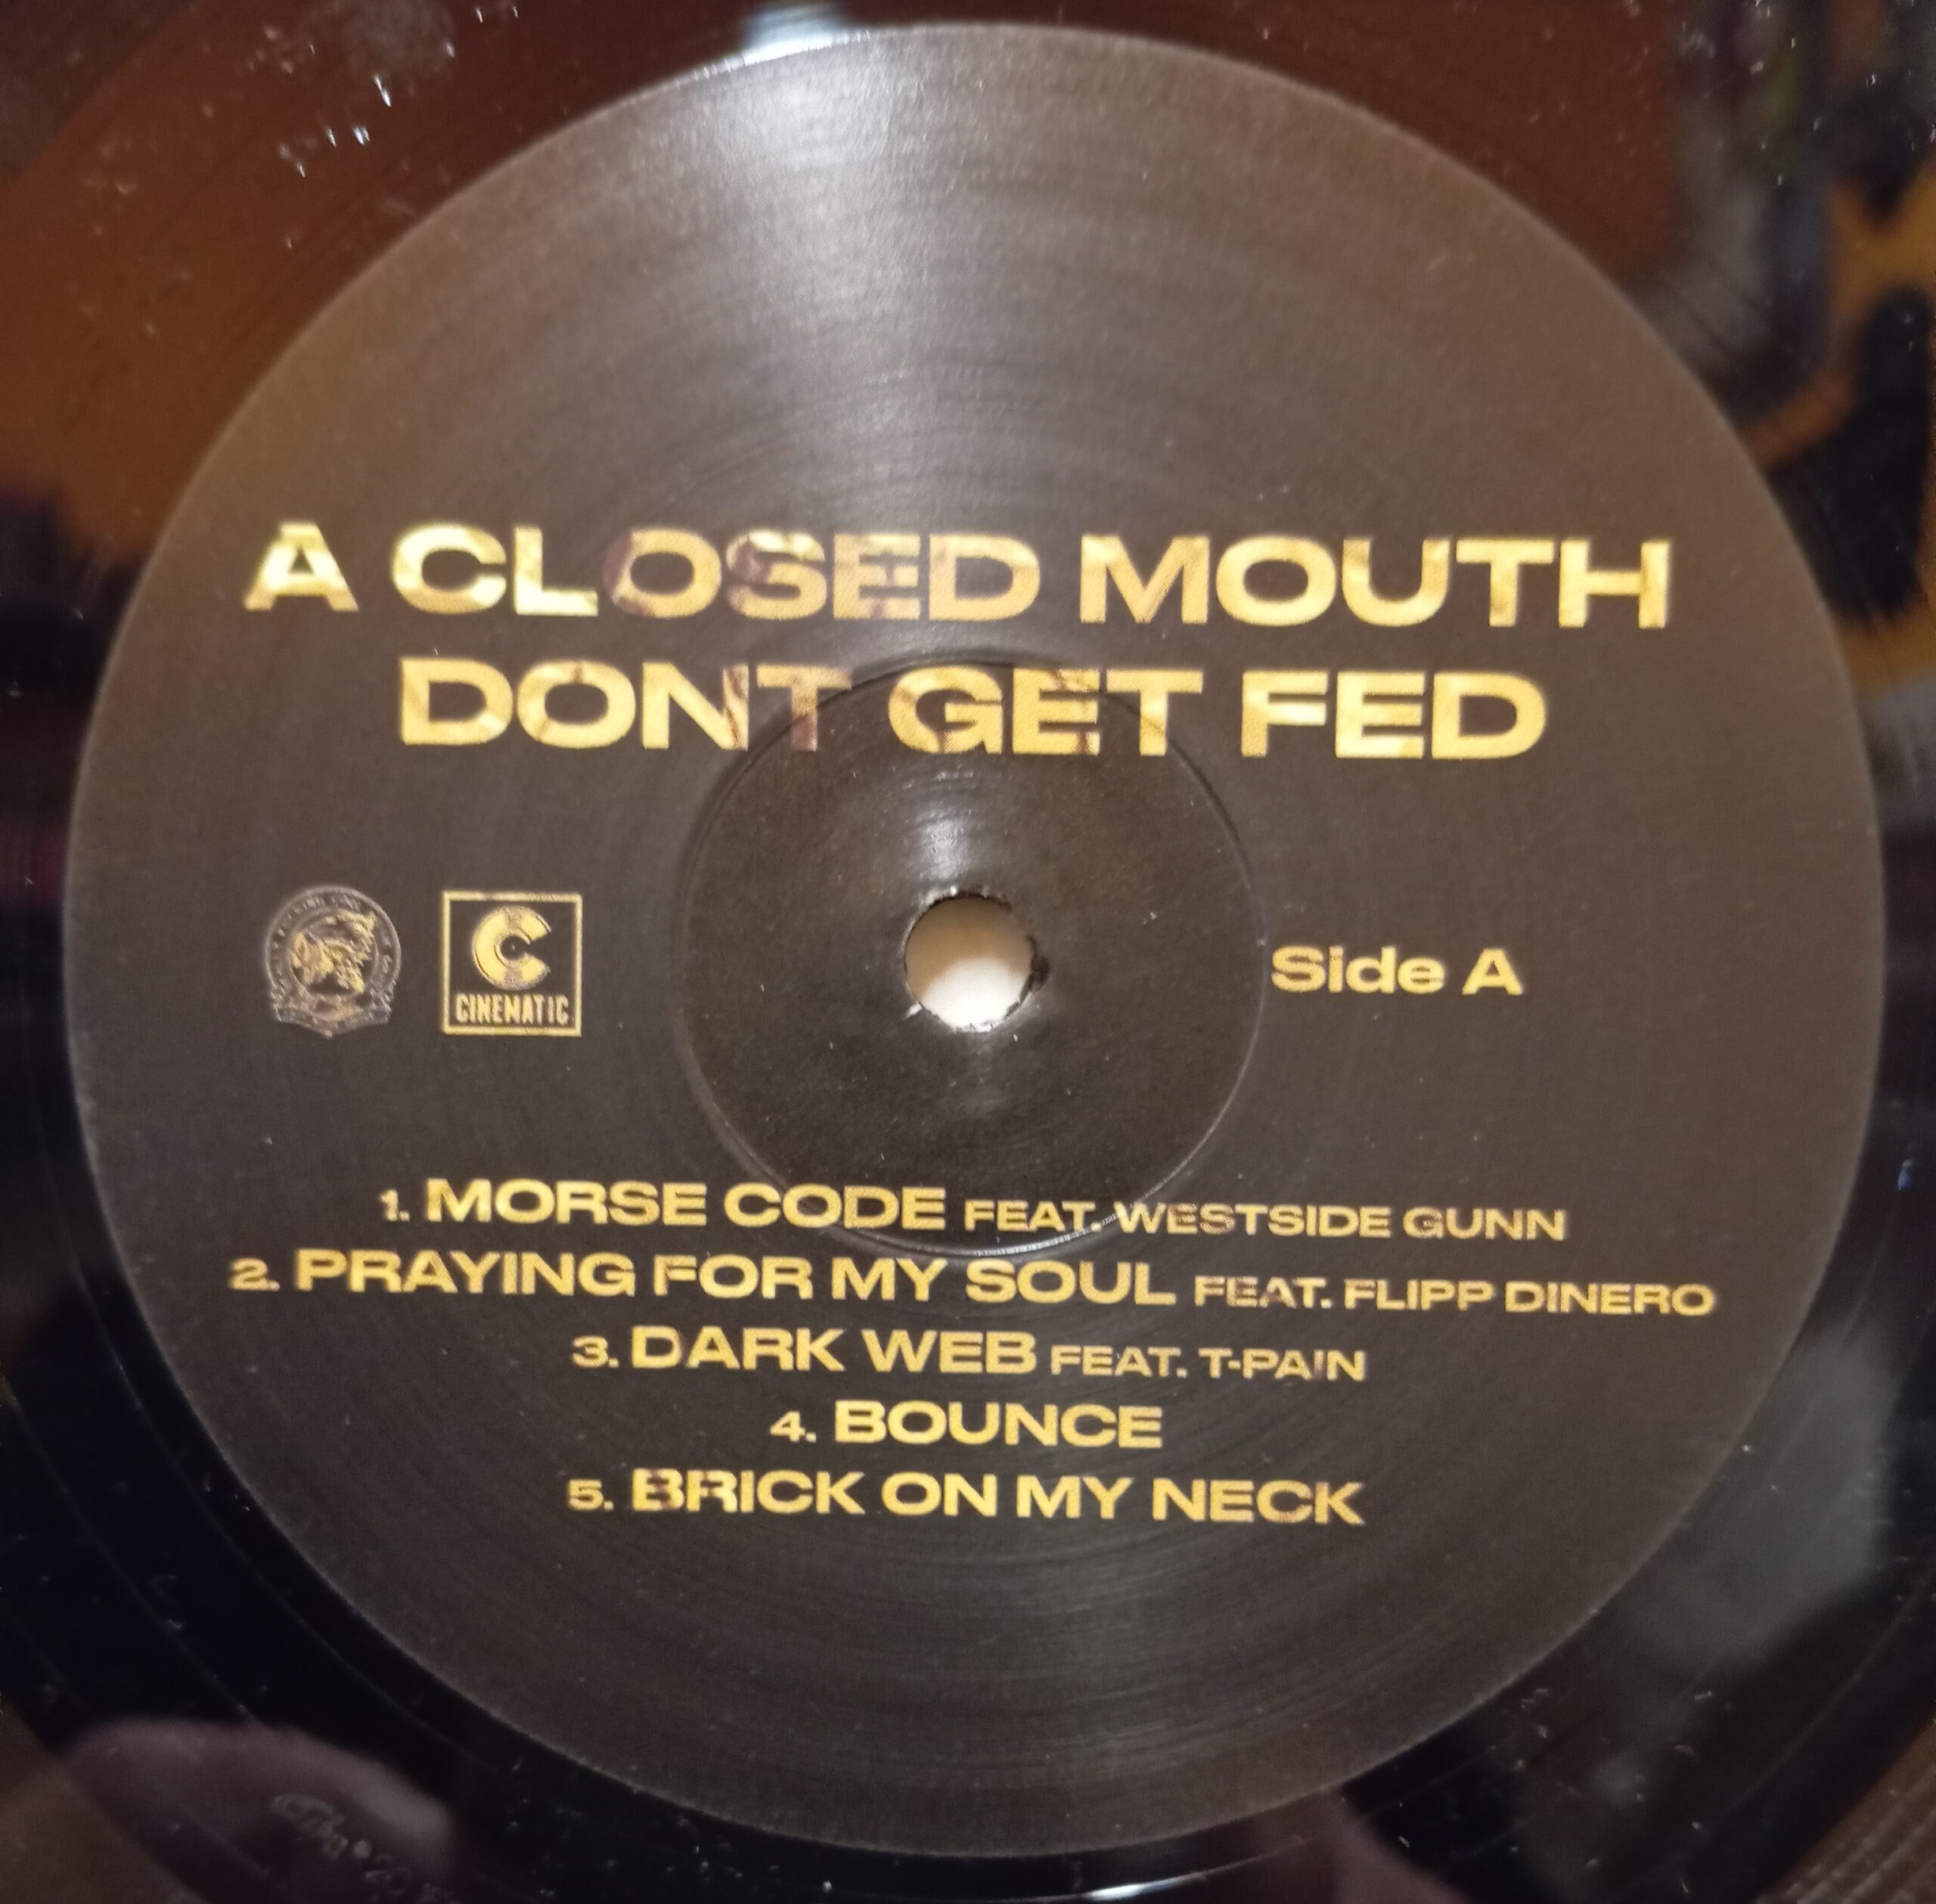 A CLOSED MOUTH
DONT GET FED
C
CINEMATIC
Side A
1. MORSE CODE FEAT. WESTSIDE GUNN
2. PRAYING FOR MY SOUL FEAT. FLIPP DINERO
3. DARK WEB FEAT. T-PAIN
4. BOUNCE
5. BRICK ON MY NECK